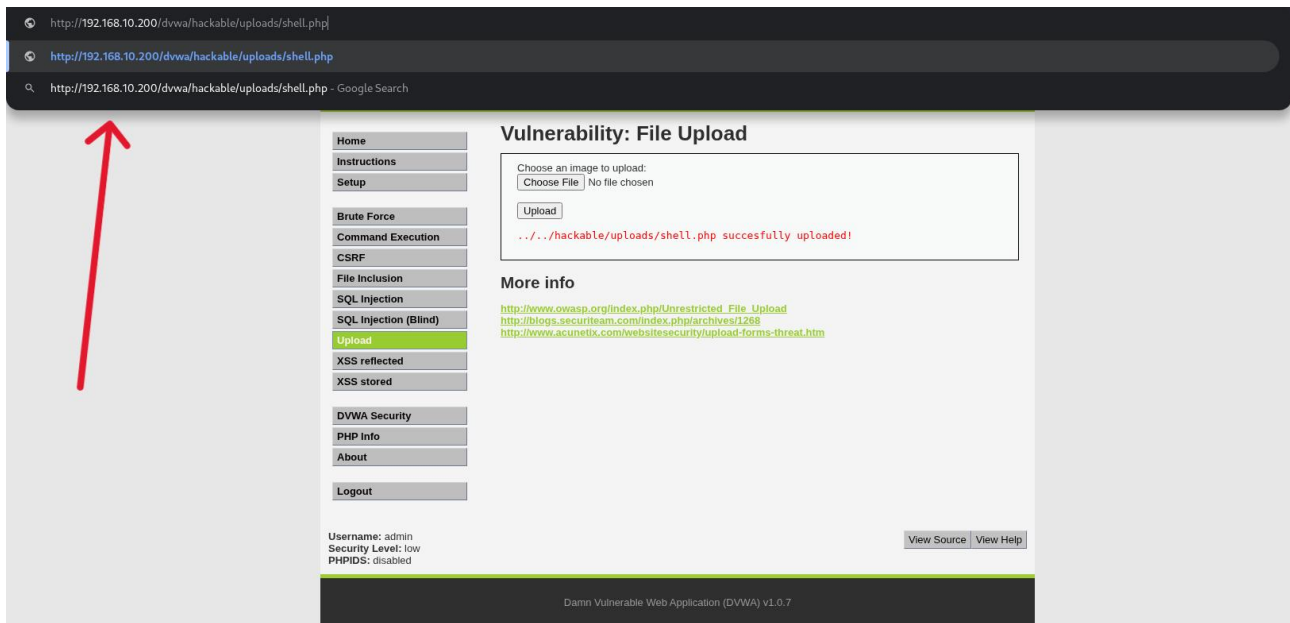 http://192.168.10.200/dvwa/hackable/uploads/shell.php
http://192.168.10.200/dvwa/hackable/uploads/shell.php
http://192.168.10.200/dvwa/hackable/uploads/shell.php - Google Search
Home
Instructions
Setup
Brute Force
Command Execution
CSRF
File Inclusion
SQL Injection
SQL Injection (Blind)
Upload
XSS reflected
XSS stored
DVWA Security
PHP Info
About
Logout
Vulnerability: File Upload
Choose an image to upload:
Choose File No file chosen
Upload
../../hackable/uploads/shell.php succesfully uploaded!
More info
http://www.owasp.org/index.php/Unrestricted_File_Upload
http://blogs.securiteam.com/index.php/archives/1268
http://www.acunetix.com/websitesecurity/upload-forms-threat.htm
Username: admin
Security Level: low
PHPIDS: disabled
View Source View Help
Damn Vulnerable Web Application (DVWA) v1.0.7